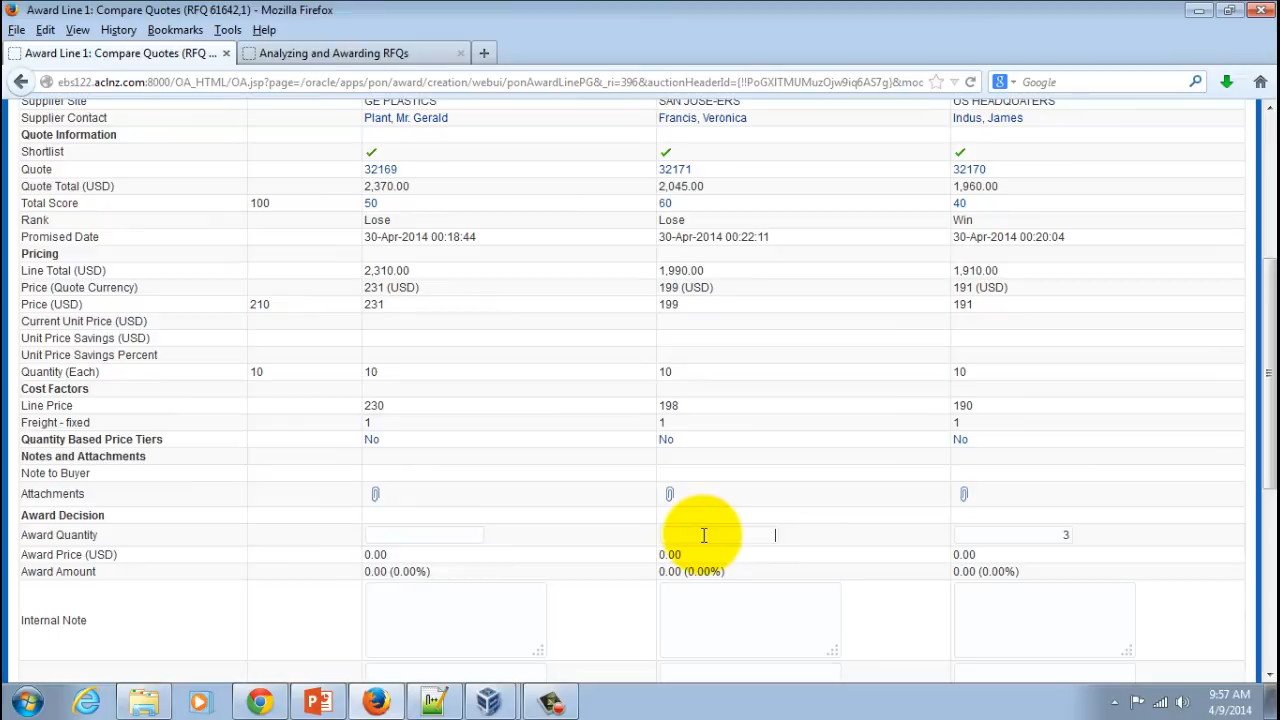 Award Line 1: Compare Quotes (RFQ 61642,1) - Mozilla Firefox
File Edit View History Bookmarks Tools Help
Award Line 1: Compare Quotes (RFQ ... × Analyzing and Awarding RFQs × +
ebs122.aclnz.com:8000/OA_HTML/OA.jsp?page=/oracle/apps/pon/award/creation/webui/ponAwardLinePG&_ri=396&auctionHeaderId={!!PoGXITMUMuzOjw9iq6AS7g}&moc Google
Supplier Site GE PLASTICS SAN JOSE-ERS US HEADQUATERS
Supplier Contact Plant, Mr. Gerald Francis, Veronica Indus, James
Quote Information
Shortlist
Quote 32169 32171 32170
Quote Total (USD) 2,370.00 2,045.00 1,960.00
Total Score 100 50 60 40
Rank Lose Lose Win
Promised Date 30-Apr-2014 00:18:44 30-Apr-2014 00:22:11 30-Apr-2014 00:20:04
Pricing
Line Total (USD) 2,310.00 1,990.00 1,910.00
Price (Quote Currency) 231 (USD) 199 (USD) 191 (USD)
Price (USD) 210 231 199 191
Current Unit Price (USD)
Unit Price Savings (USD)
Unit Price Savings Percent
Quantity (Each) 10 10 10 10
Cost Factors
Line Price 230 198 190
Freight - fixed 1 1 1
Quantity Based Price Tiers No No No
Notes and Attachments
Note to Buyer
Attachments
Award Decision
Award Quantity 3
Award Price (USD) 0.00 0.00 0.00
Award Amount 0.00 (0.00%) 0.00 (0.00%) 0.00 (0.00%)
Internal Note
9:57 AM
4/9/2014